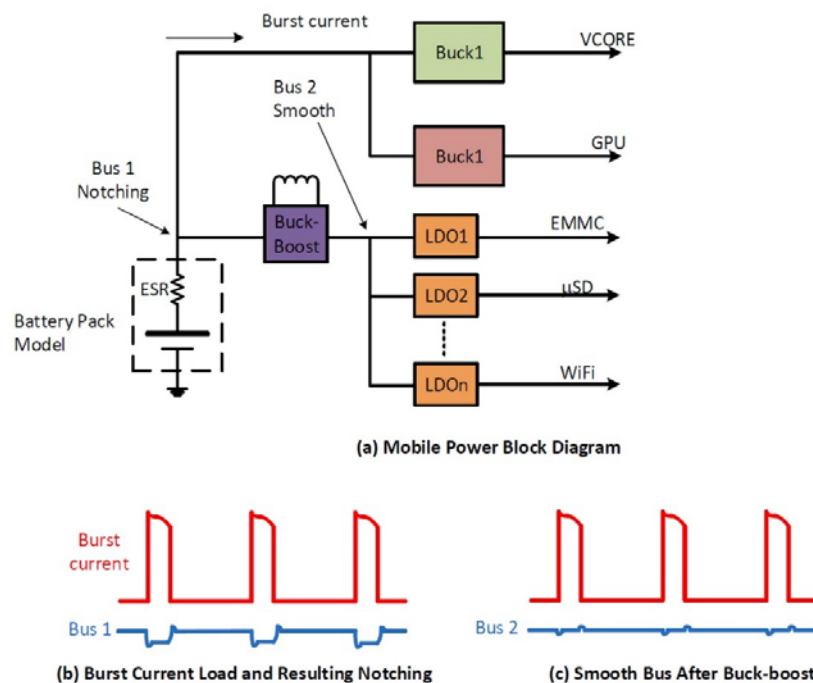 Burst current
VCORE
Buck1
Bus 2
Smooth
GPU
Buck1
Bus 1
Notching
Buck-
Boost
EMMC
LDO1
ESR
µSD
LDO2
Battery Pack
Model
WiFi
LDOn
(a) Mobile Power Block Diagram
Burst
current
Bus 1
Bus 2
(b) Burst Current Load and Resulting Notching
(c) Smooth Bus After Buck-boost